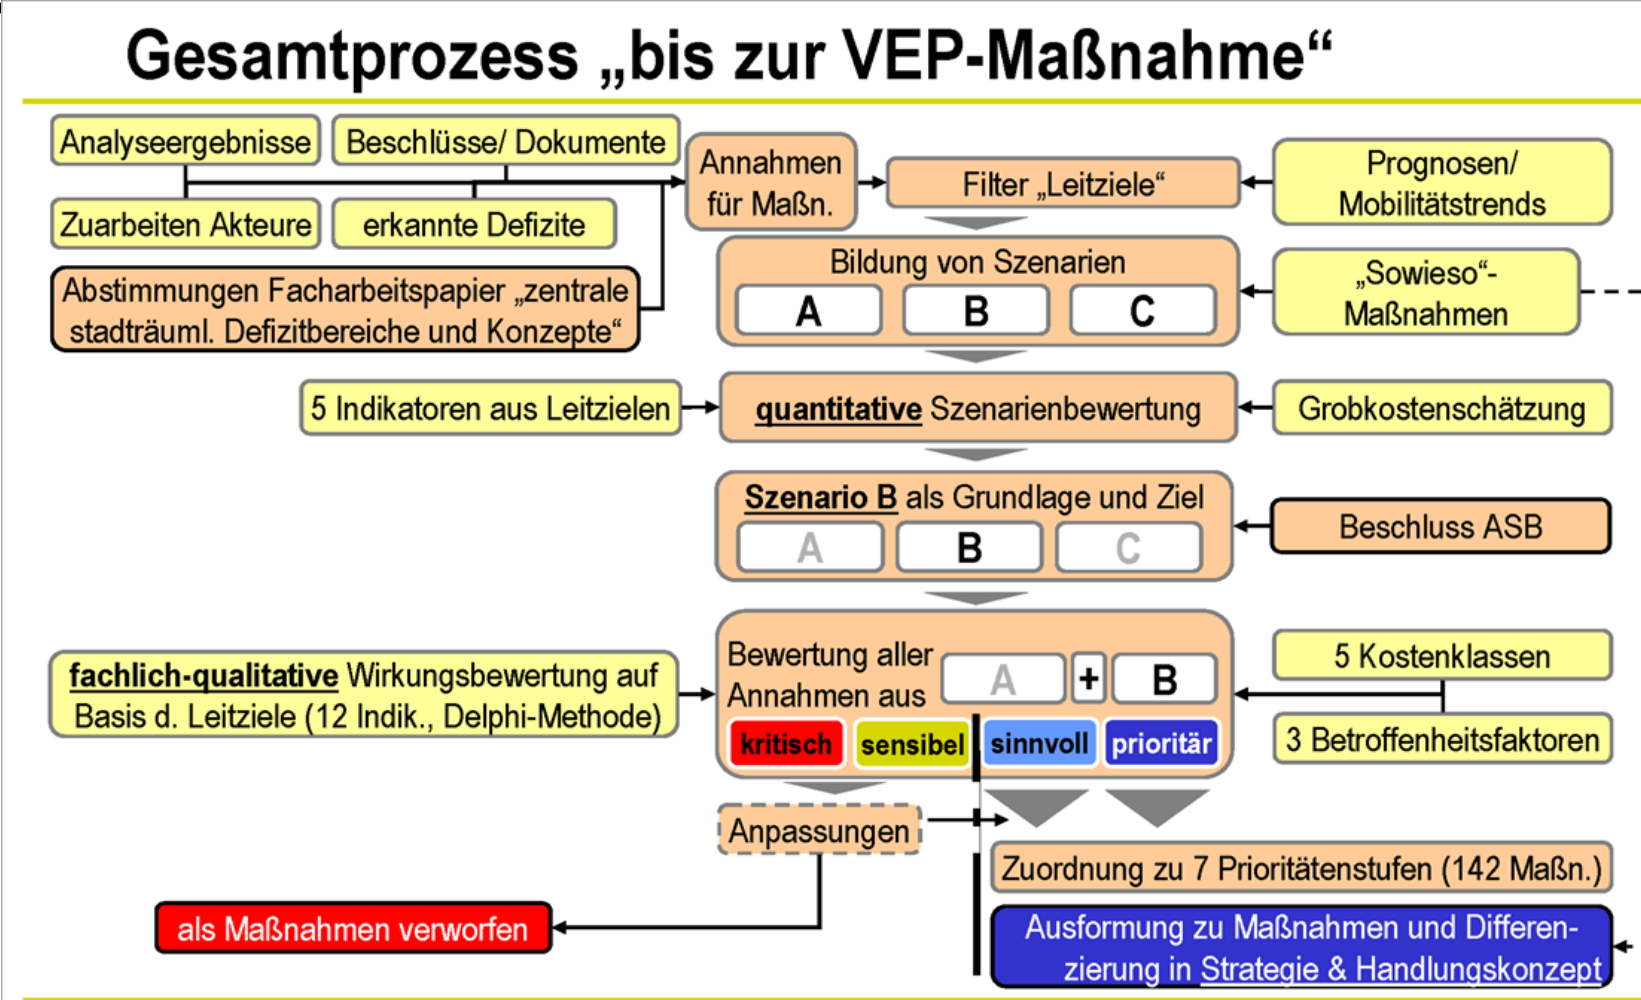 Gesamtprozess „bis zur VEP-Maßnahme“
Analyseergebnisse
Beschlüsse/ Dokumente
Zuarbeiten Akteure
erkannte Defizite
Abstimmungen Facharbeitspapier „zentrale
stadträuml. Defizitbereiche und Konzepte“
Annahmen
für Maßn.
Filter „Leitziele“
Prognosen/
Mobilitätstrends
Bildung von Szenarien
A
B
C
„Sowieso“-
Maßnahmen
5 Indikatoren aus Leitzielen
quantitative Szenarienbewertung
Grobkostenschätzung
Szenario B als Grundlage und Ziel
A
B
C
Beschluss ASB
fachlich-qualitative Wirkungsbewertung auf
Basis d. Leitziele (12 Indik., Delphi-Methode)
Bewertung aller
Annahmen aus
A
+
B
kritisch
sensibel
sinnvoll
prioritär
5 Kostenklassen
3 Betroffenheitsfaktoren
Anpassungen
als Maßnahmen verworfen
Zuordnung zu 7 Prioritätenstufen (142 Maßn.)
Ausformung zu Maßnahmen und Differen-
zierung in Strategie & Handlungskonzept